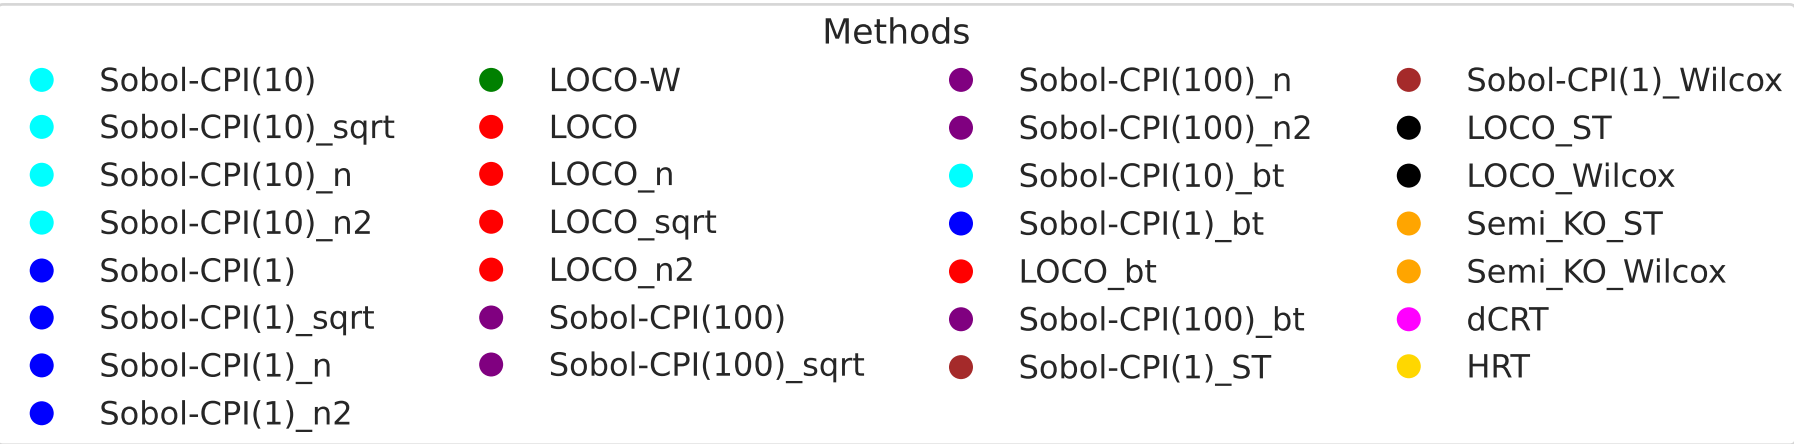 Methods
Sobol-CPI(10)
Sobol-CPI(10)_sqrt
Sobol-CPI(10)_n
Sobol-CPI(10)_n2
Sobol-CPI(1)
Sobol-CPI(1)_sqrt
Sobol-CPI(1)_n
Sobol-CPI(1)_n2
LOCO-W
LOCO
LOCO_n
LOCO_sqrt
LOCO_n2
Sobol-CPI(100)
Sobol-CPI(100)_sqrt
Sobol-CPI(100)_n
Sobol-CPI(100)_n2
Sobol-CPI(10)_bt
Sobol-CPI(1)_bt
LOCO_bt
Sobol-CPI(100)_bt
Sobol-CPI(1)_ST
Sobol-CPI(1)_Wilcox
LOCO_ST
LOCO_Wilcox
Semi_KO_ST
Semi_KO_Wilcox
dCRT
HRT